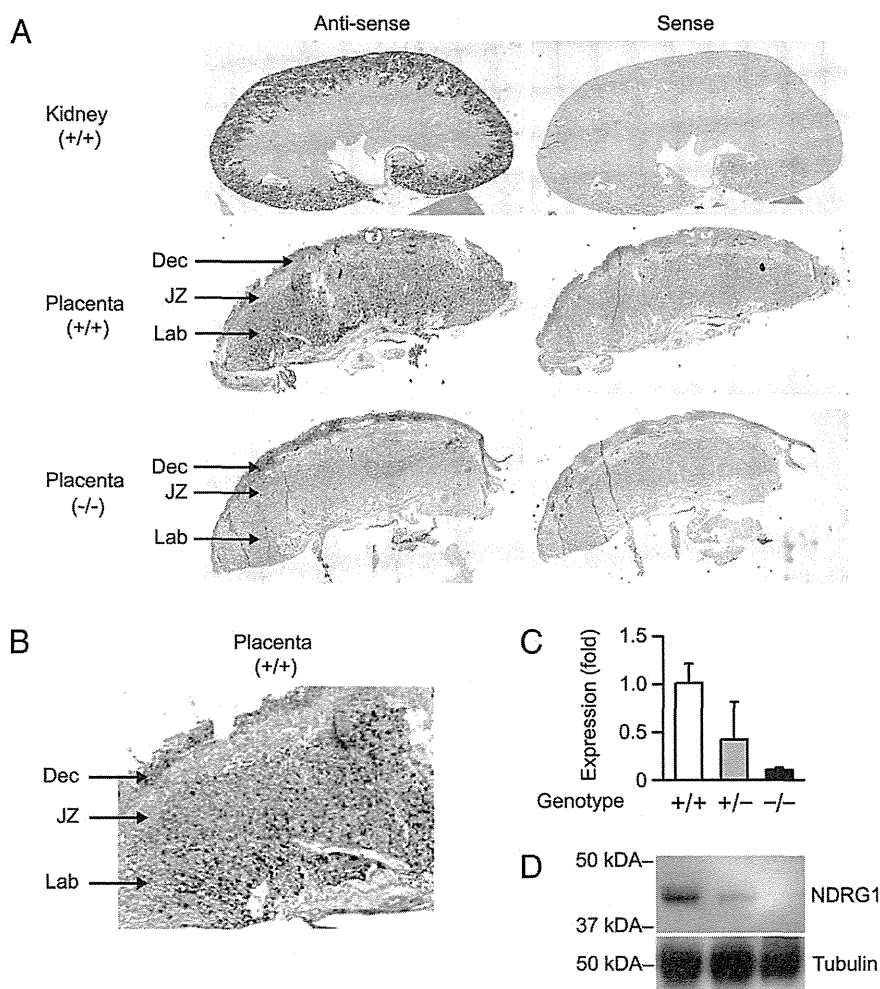 A
Anti-sense
Sense
Kidney
(+/+)
Placenta
(+/+)
Dec
JZ
Lab
Placenta
(-/-)
Dec
JZ
Lab
B
Placenta
(+/+)
Dec
JZ
Lab
C
Expression (fold)
1.5
1.0
0.5
0
Genotype +/+ +/− −/−
D
50 kDA–
NDRG1
37 kDA–
50 kDA–
Tubulin